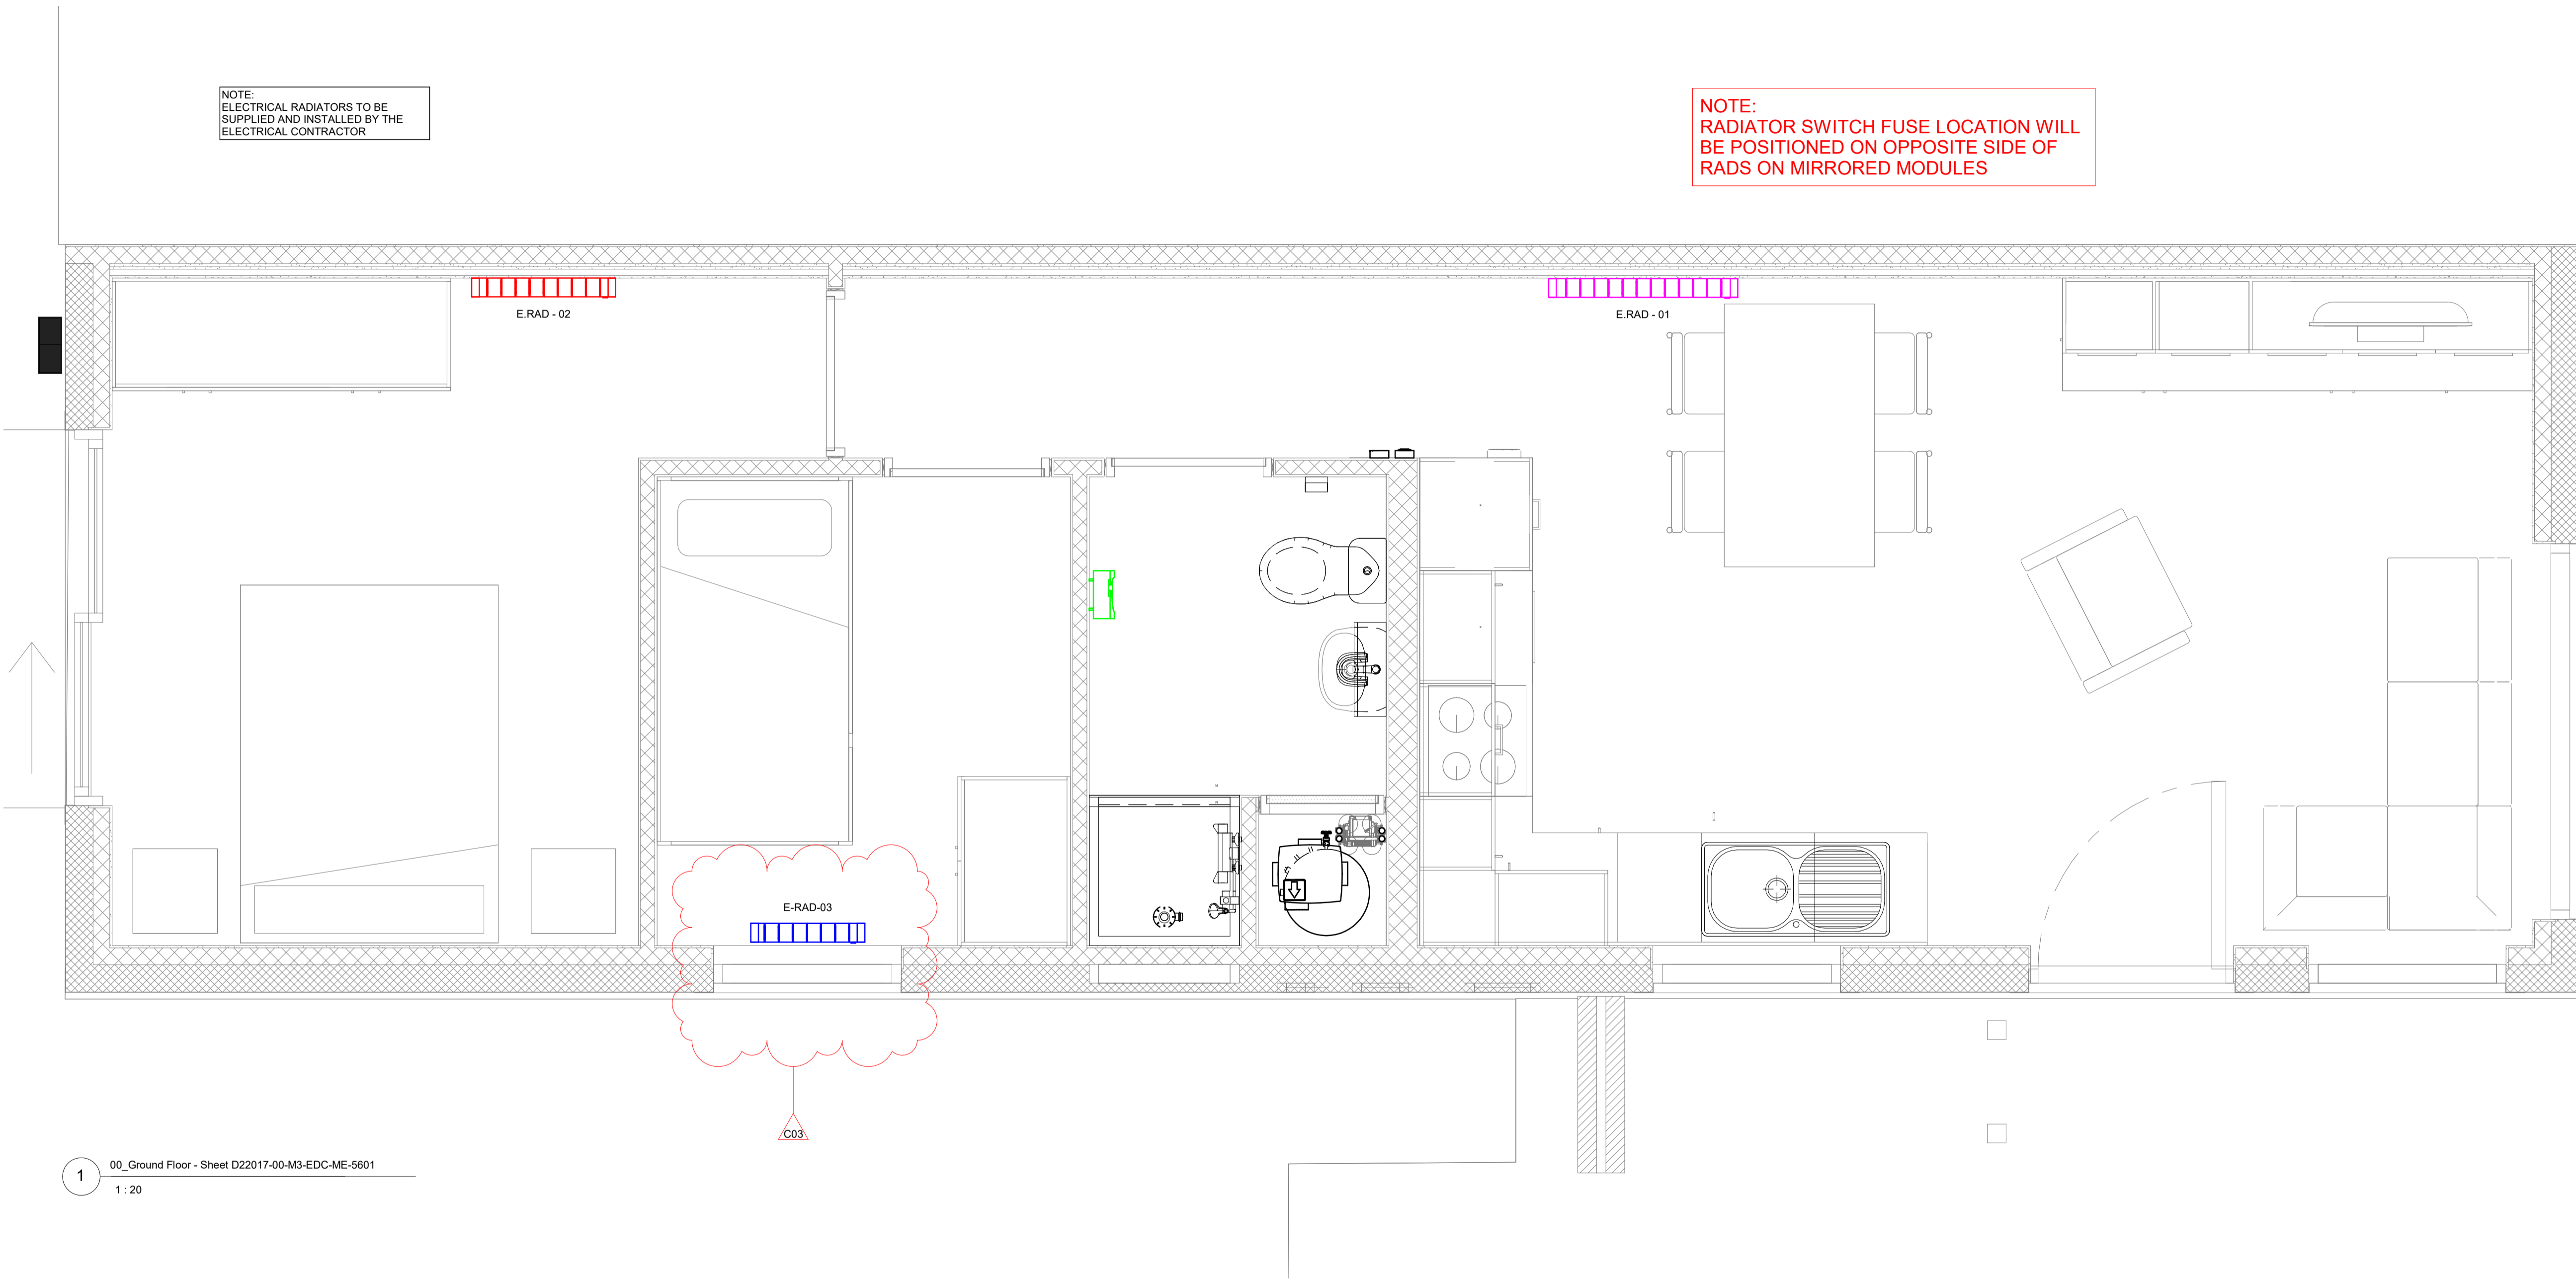 NOTE:
ELECTRICAL RADIATORS TO BE
SUPPLIED AND INSTALLED BY THE
ELECTRICAL CONTRACTOR
NOTE:
RADIATOR SWITCH FUSE LOCATION WILL
BE POSITIONED ON OPPOSITE SIDE OF
RADS ON MIRRORED MODULES
E.RAD - 02
E.RAD - 01
E-RAD-03
C03
1
00_Ground Floor - Sheet D22017-00-M3-EDC-ME-5601
1 : 20